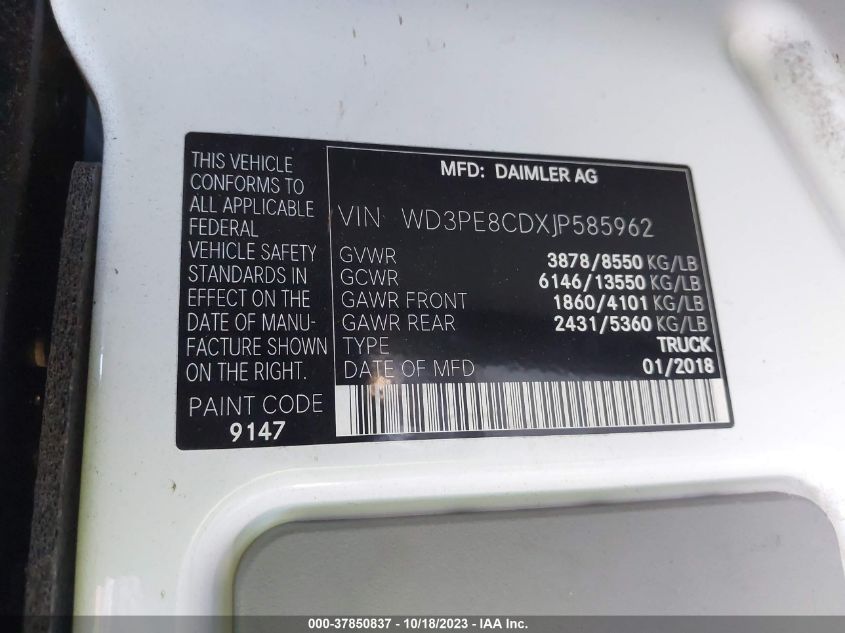 THIS VEHICLE
CONFORMS TO
ALL APPLICABLE
FEDERAL
VEHICLE SAFETY
STANDARDS IN
EFFECT ON THE
DATE OF MANU-
FACTURE SHOWN
ON THE RIGHT.
PAINT CODE
9147
MFD: DAIMLER AG
VIN WD3PE8CDXJP585962
GVWR 3878/8550 KG/LB
GCWR 6146/13550 KG/LB
GAWR FRONT 1860/4101 KG/LB
GAWR REAR 2431/5360 KG/LB
TYPE TRUCK
DATE OF MFD 01/2018
000-37850837 - 10/18/2023 - IAA Inc.